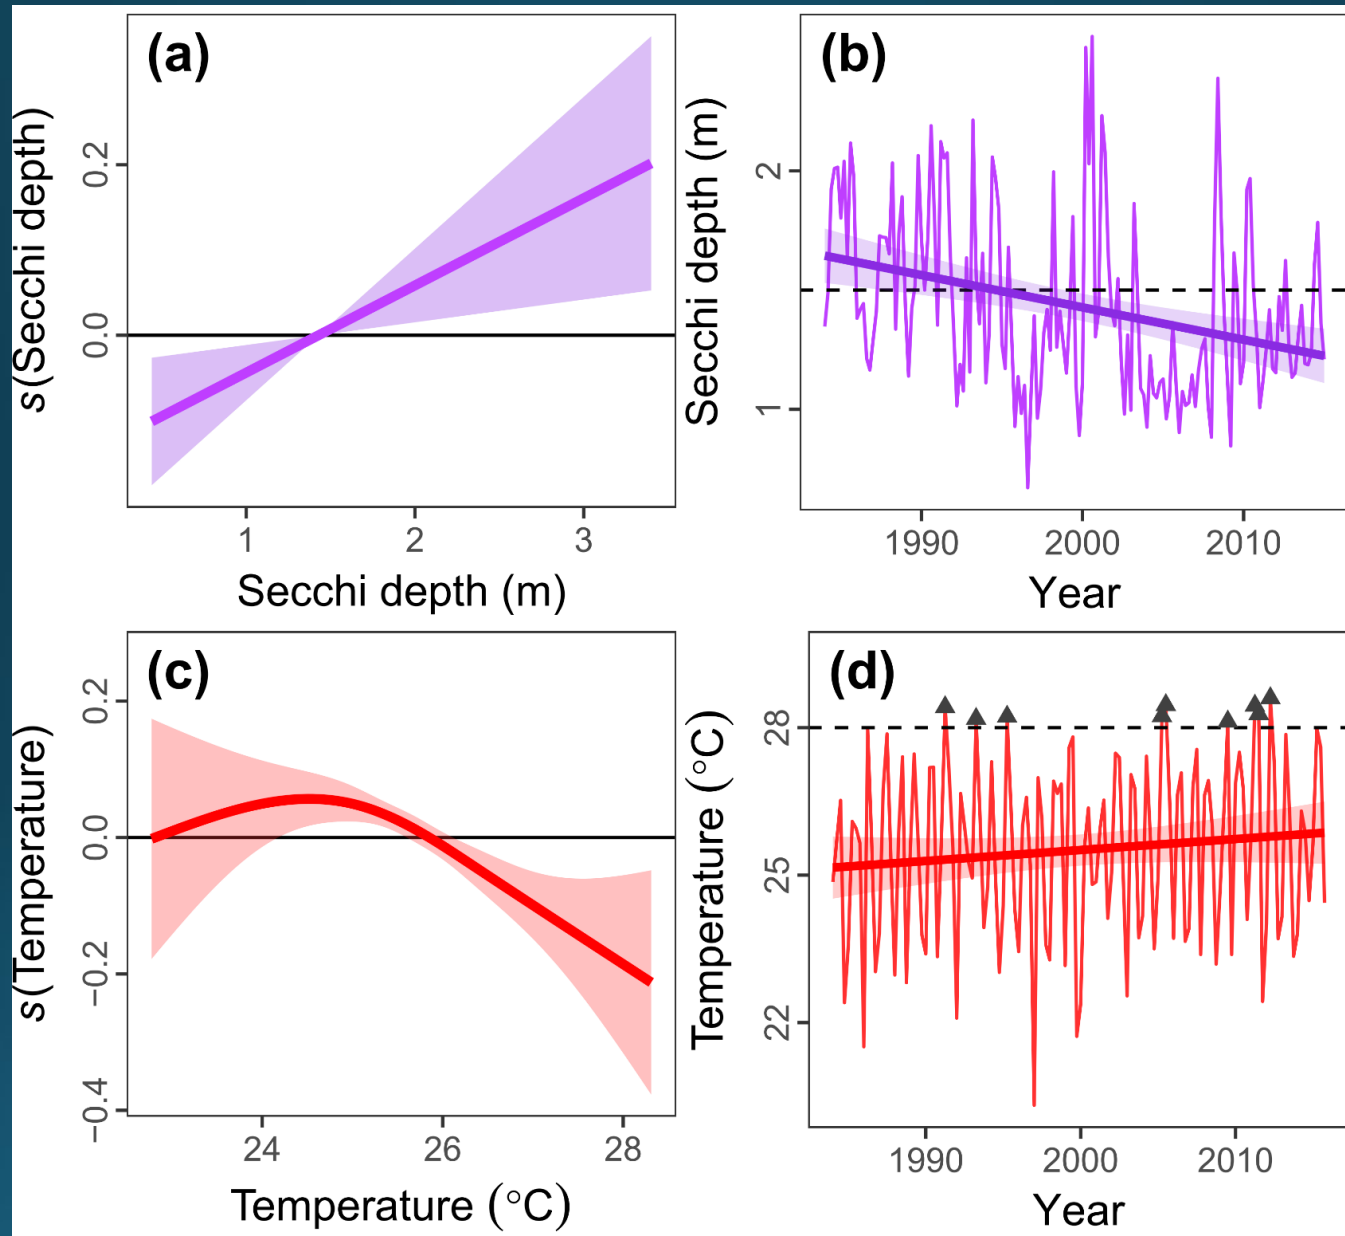 (a)
s(Secchi depth)
0.2
0.0
1
2
3
Secchi depth (m)
(b)
Secchi depth (m)
2
1
1990
2000
2010
Year
(c)
s(Temperature)
0.2
0.0
−0.2
−0.4
24
26
28
Temperature (°C)
(d)
Temperature (°C)
28
25
22
1990
2000
2010
Year